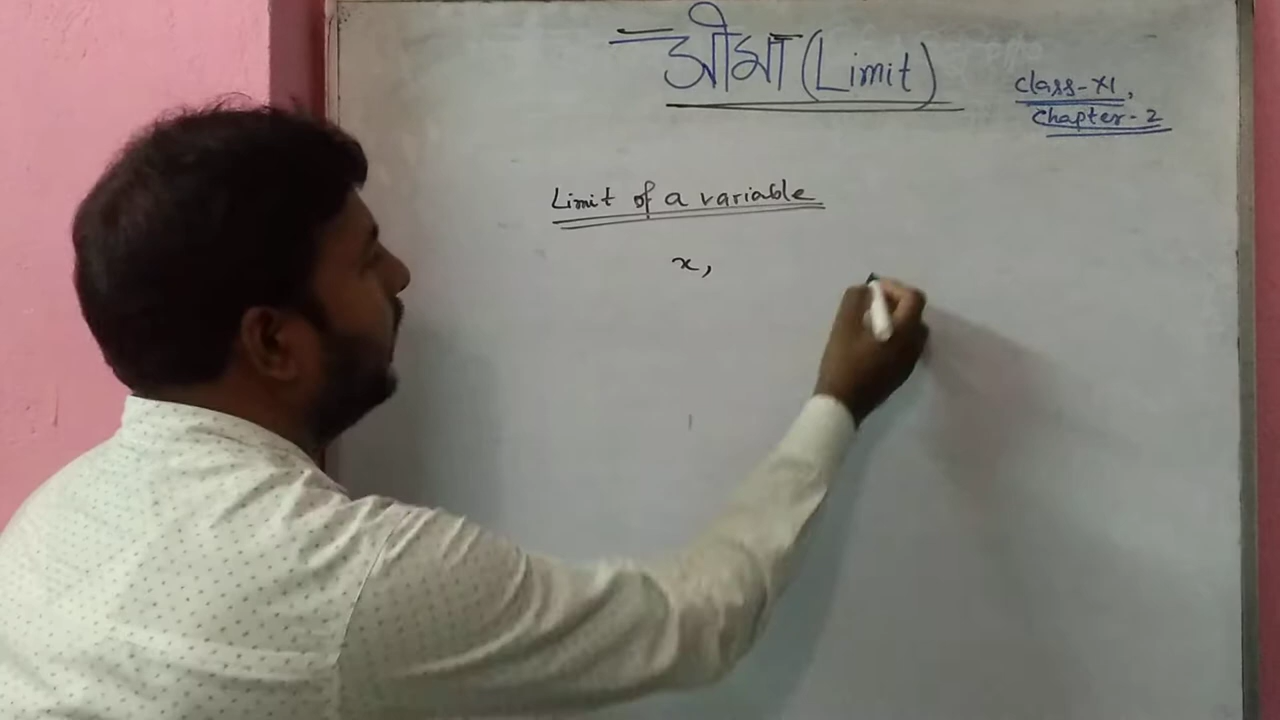 সীমা (Limit)
Class-XI,
Chapter-2
Limit of a variable
x,